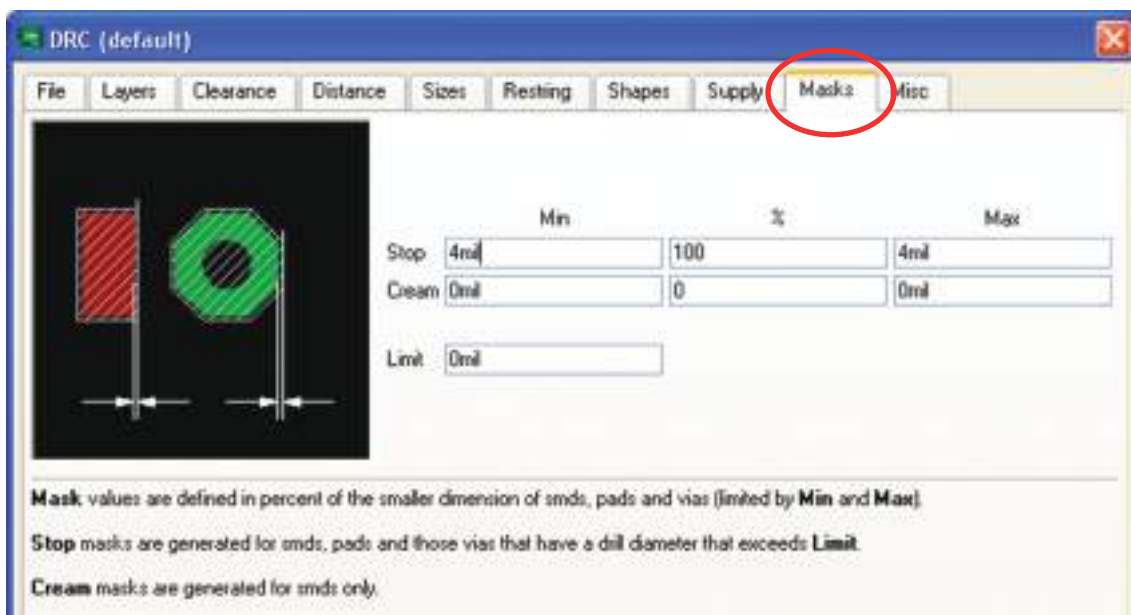 DRC (default)
File Layers Clearance Distance Sizes Restring Shapes Supply Masks Misc
Min % Max
Stop 4mil 100 4mil
Cream 0mil 0 0mil
Limit 0mil
Mask values are defined in percent of the smaller dimension of smds, pads and vias (limited by Min and Max).
Stop masks are generated for smds, pads and those vias that have a drill diameter that exceeds Limit.
Cream masks are generated for smds only.